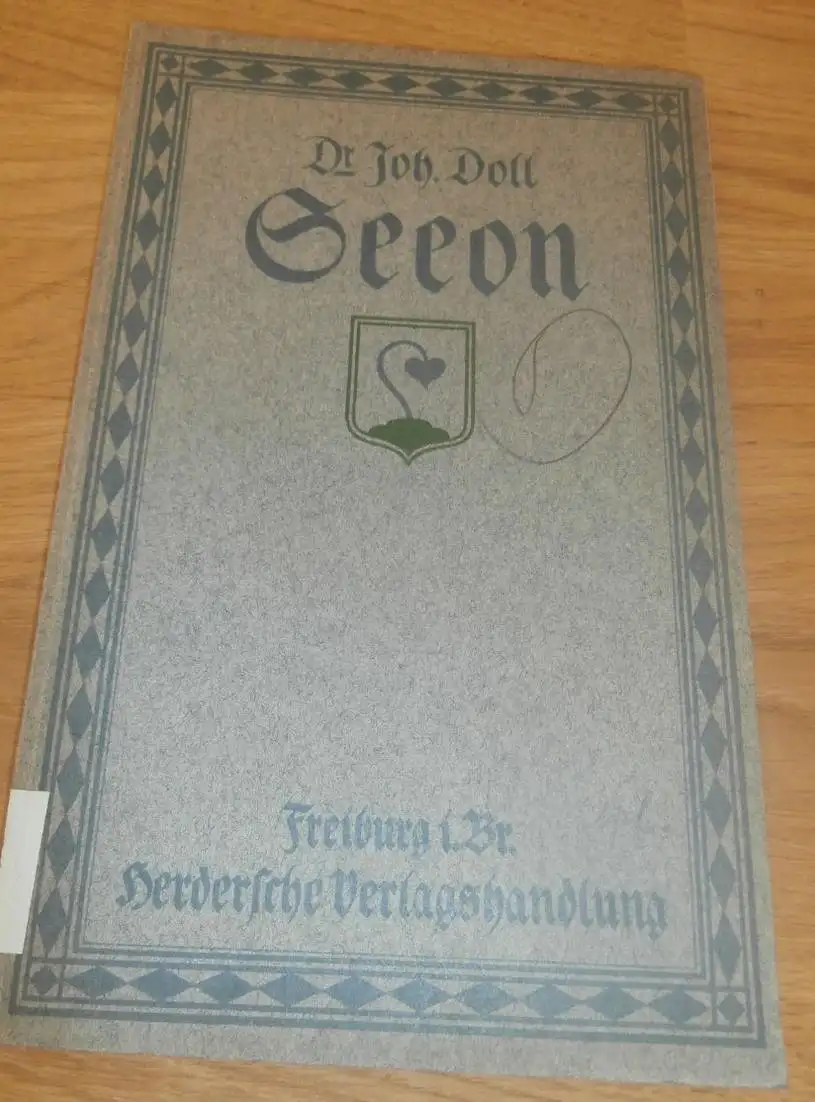 Dr Joh. Doll
Seeon
Freiburg i. Br.
Herdersche Verlagshandlung